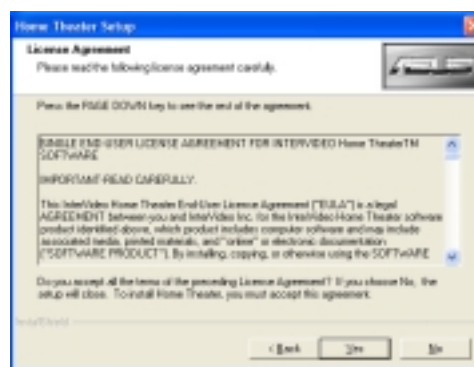 Home Theater Setup
License Agreement
Please read the following license agreement carefully.
ASUS
Press the PAGE DOWN key to see the rest of the agreement.
SINGLE END-USER LICENSE AGREEMENT FOR INTERVIDEO Home TheaterTM
SOFTWARE
IMPORTANT-READ CAREFULLY.
This InterVideo Home Theater End-User License Agreement ("EULA") is a legal
AGREEMENT between you and InterVideo Inc. for the InterVideo Home Theater software
product identified above, which product includes computer software and may include
associated media, printed materials, and "online" or electronic documentation
("SOFTWARE PRODUCT"). By installing, copying, or otherwise using the SOFTWARE
Do you accept all the terms of the preceding License Agreement? If you choose No, the
setup will close. To install Home Theater, you must accept this agreement.
InstallShield
< Back
Yes
No